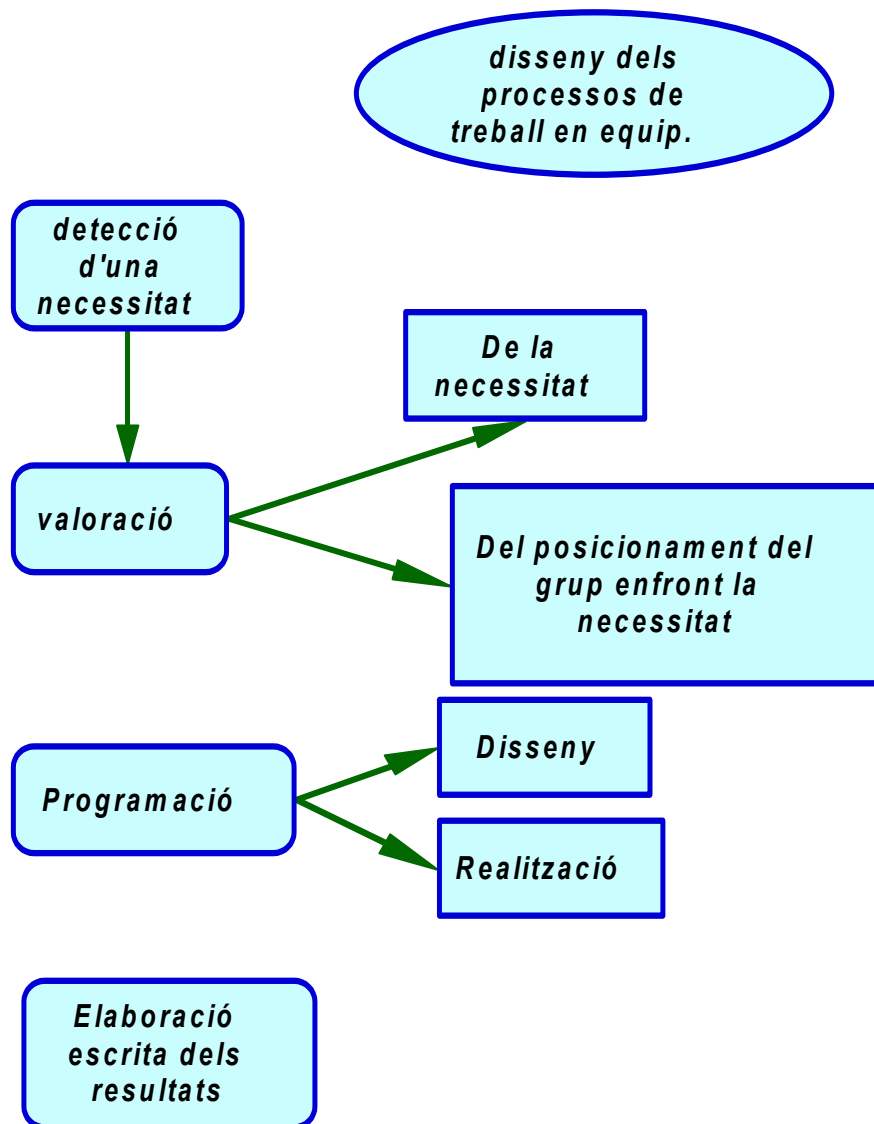 disseny dels
processos de
treball en equip.
detecció
d'una
necessitat
De la
necessitat
valoració
Del posicionament del
grup enfront la
necessitat
Disseny
Programació
Realització
Elaboració
escrita dels
resultats